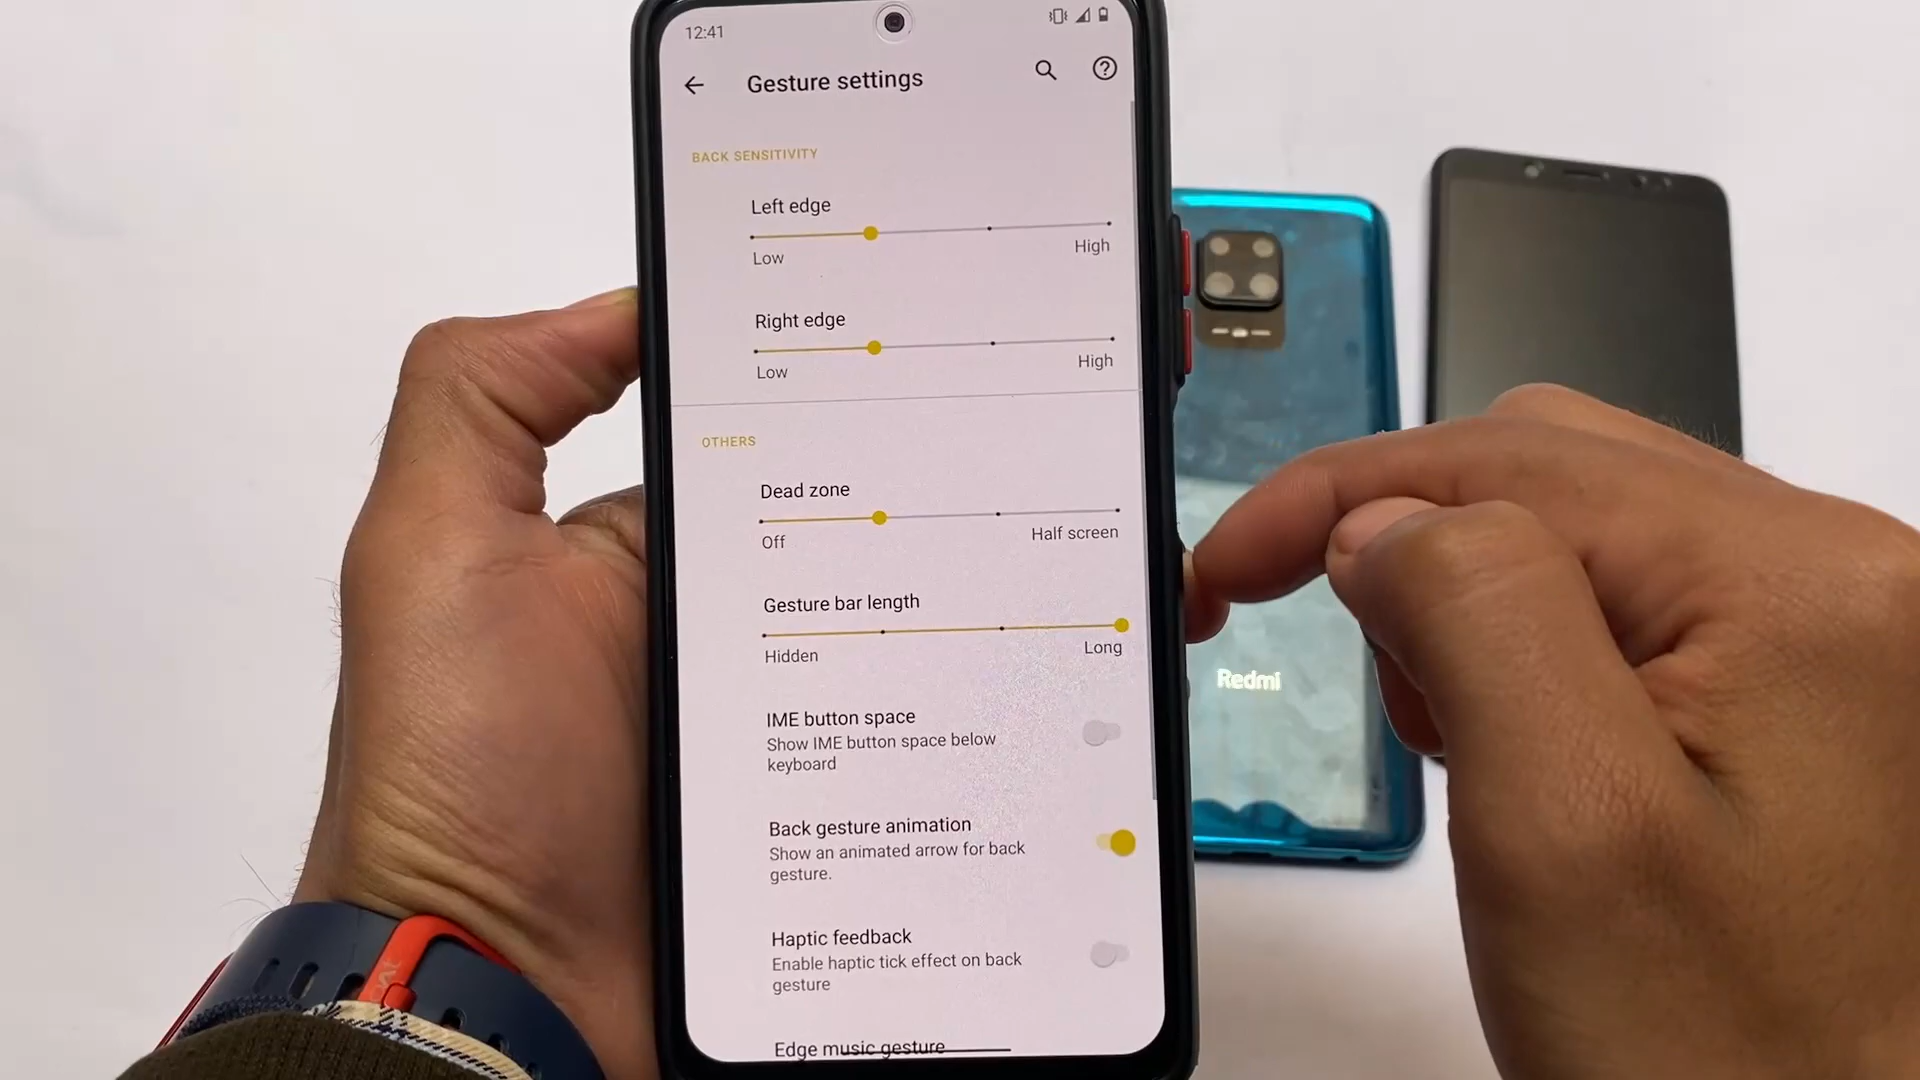 12:41
Gesture settings
BACK SENSITIVITY
Left edge
Low
High
Right edge
Low
High
OTHERS
Dead zone
Off
Half screen
Gesture bar length
Hidden
Long
IME button space
Show IME button space below
keyboard
Back gesture animation
Show an animated arrow for back
gesture.
Haptic feedback
Enable haptic tick effect on back
gesture
Edge music gesture
Redmi